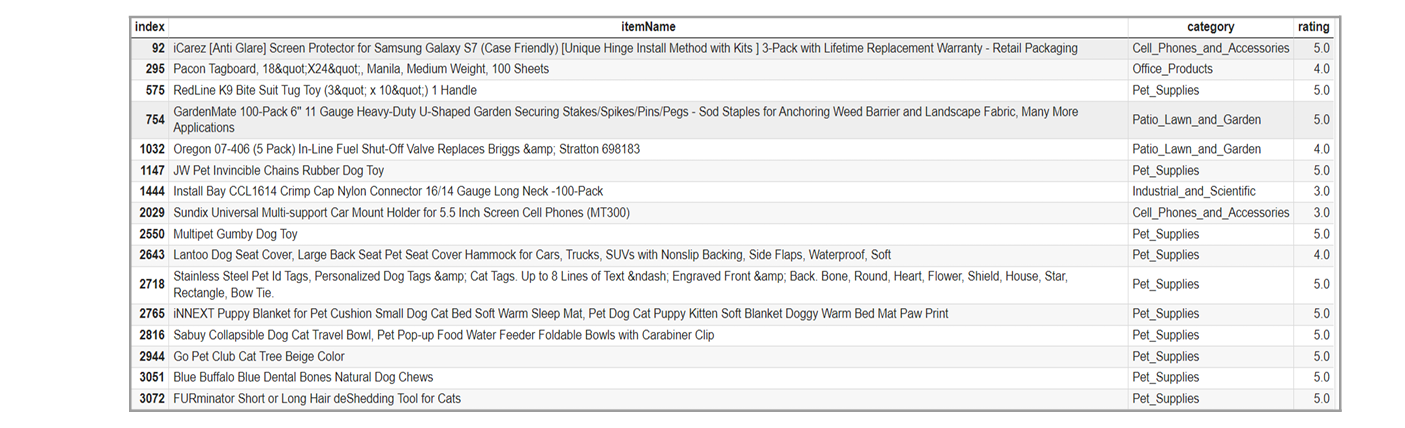 index itemName category rating
92 iCarez [Anti Glare] Screen Protector for Samsung Galaxy S7 (Case Friendly) [Unique Hinge Install Method with Kits ] 3-Pack with Lifetime Replacement Warranty - Retail Packaging Cell_Phones_and_Accessories 5.0
295 Pacon Tagboard, 18&quot;X24&quot;, Manila, Medium Weight, 100 Sheets Office_Products 4.0
575 RedLine K9 Bite Suit Tug Toy (3&quot; x 10&quot;) 1 Handle Pet_Supplies 5.0
754 GardenMate 100-Pack 6" 11 Gauge Heavy-Duty U-Shaped Garden Securing Stakes/Spikes/Pins/Pegs - Sod Staples for Anchoring Weed Barrier and Landscape Fabric, Many More
Applications Patio_Lawn_and_Garden 5.0
1032 Oregon 07-406 (5 Pack) In-Line Fuel Shut-Off Valve Replaces Briggs &amp; Stratton 698183 Patio_Lawn_and_Garden 4.0
1147 JW Pet Invincible Chains Rubber Dog Toy Pet_Supplies 5.0
1444 Install Bay CCL1614 Crimp Cap Nylon Connector 16/14 Gauge Long Neck -100-Pack Industrial_and_Scientific 3.0
2029 Sundix Universal Multi-support Car Mount Holder for 5.5 Inch Screen Cell Phones (MT300) Cell_Phones_and_Accessories 3.0
2550 Multipet Gumby Dog Toy Pet_Supplies 5.0
2643 Lantoo Dog Seat Cover, Large Back Seat Pet Seat Cover Hammock for Cars, Trucks, SUVs with Nonslip Backing, Side Flaps, Waterproof, Soft Pet_Supplies 4.0
2718 Stainless Steel Pet Id Tags, Personalized Dog Tags &amp; Cat Tags. Up to 8 Lines of Text &ndash; Engraved Front &amp; Back. Bone, Round, Heart, Flower, Shield, House, Star,
Rectangle, Bow Tie. Pet_Supplies 5.0
2765 iNNEXT Puppy Blanket for Pet Cushion Small Dog Cat Bed Soft Warm Sleep Mat, Pet Dog Cat Puppy Kitten Soft Blanket Doggy Warm Bed Mat Paw Print Pet_Supplies 5.0
2816 Sabuy Collapsible Dog Cat Travel Bowl, Pet Pop-up Food Water Feeder Foldable Bowls with Carabiner Clip Pet_Supplies 5.0
2944 Go Pet Club Cat Tree Beige Color Pet_Supplies 5.0
3051 Blue Buffalo Blue Dental Bones Natural Dog Chews Pet_Supplies 5.0
3072 FURminator Short or Long Hair deShedding Tool for Cats Pet_Supplies 5.0